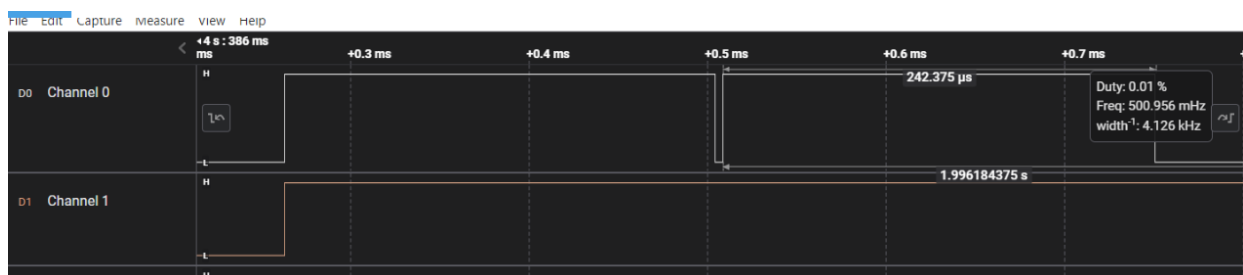 File Edit Capture Measure View Help
4 s : 386 ms
ms +0.3 ms +0.4 ms +0.5 ms +0.6 ms +0.7 ms
H
D0 Channel 0
L
242.375 µs
Duty: 0.01 %
Freq: 500.956 mHz
width-1: 4.126 kHz
1.996184375 s
H
D1 Channel 1
L
H